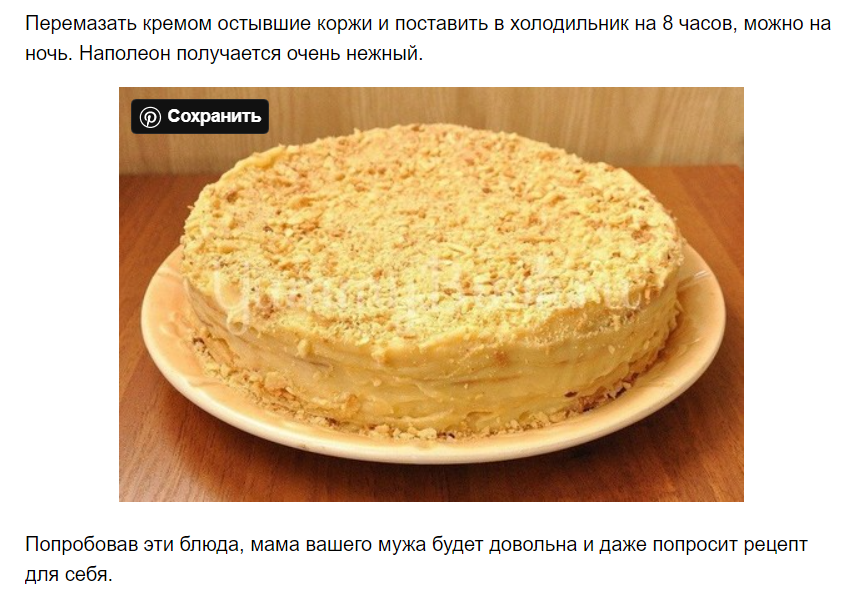 Перемазать кремом остывшие коржи и поставить в холодильник на 8 часов, можно на
ночь. Наполеон получается очень нежный.
Сохранить
Попробовав эти блюда, мама вашего мужа будет довольна и даже попросит рецепт
для себя.